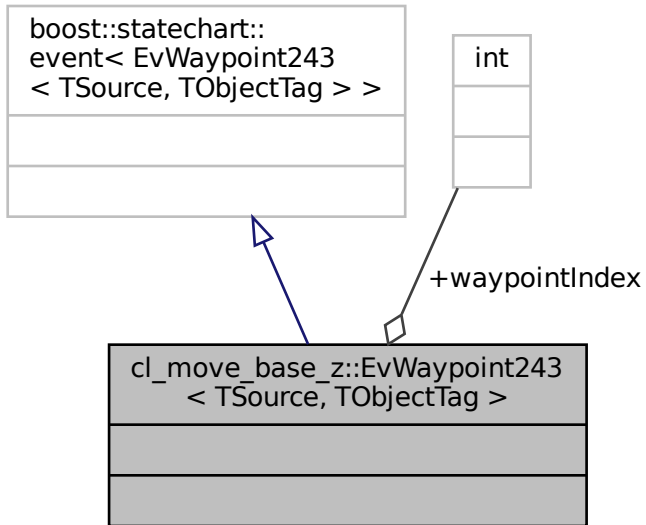 boost::statechart::
event< EvWaypoint243
< TSource, TObjectTag > >
int
+waypointIndex
cl_move_base_z::EvWaypoint243
< TSource, TObjectTag >